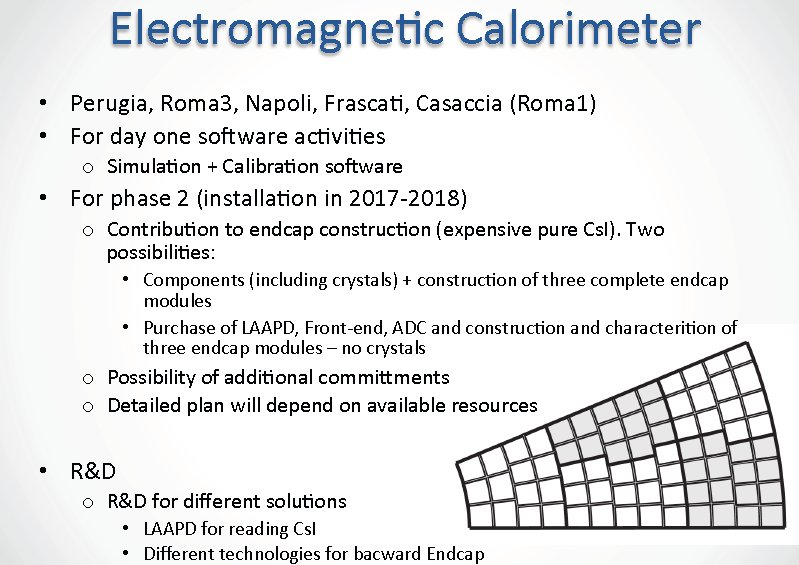 Electromagnetic Calorimeter
• Perugia, Roma3, Napoli, Frascati, Casaccia (Roma1)
• For day one software activities
o Simulation + Calibration software
• For phase 2 (installation in 2017-2018)
o Contribution to endcap construction (expensive pure CsI). Two
possibilities:
• Components (including crystals) + construction of three complete endcap
modules
• Purchase of LAAPD, Front-end, ADC and construction and characterition of
three endcap modules – no crystals
o Possibility of additional committments
o Detailed plan will depend on available resources
• R&D
o R&D for different solutions
• LAAPD for reading CsI
• Different technologies for bacward Endcap